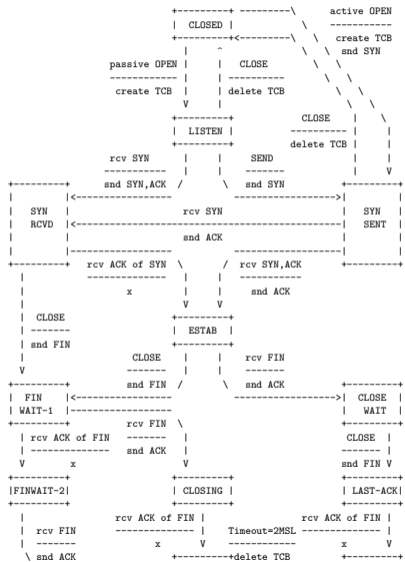 +---------+ ---------\ active OPEN
| CLOSED | \ -----------
+---------+<---------\ \ create TCB
| ^ \ \ snd SYN
passive OPEN | | CLOSE \ \
------------ | | ---------- \ \
create TCB | | delete TCB \ \
V | \ \
+---------+ CLOSE | \
| LISTEN | ---------- | |
+---------+ delete TCB | |
rcv SYN | | SEND | |
----------- | | ------- | V
+---------+ snd SYN,ACK / \ snd SYN +---------+
| |<----------------- ------------------>| |
| SYN | rcv SYN | SYN |
| RCVD |<-----------------------------------------------| SENT |
| | snd ACK | |
| |------------------ -------------------| |
+---------+ rcv ACK of SYN \ / rcv SYN,ACK +---------+
| -------------- | | -----------
| x | | snd ACK
| V V
| CLOSE +---------+
| ------- | ESTAB |
| snd FIN +---------+
| CLOSE | | rcv FIN
V ------- | | -------
+---------+ snd FIN / \ snd ACK +---------+
| FIN |<----------------- ------------------>| CLOSE |
| WAIT-1 |------------------ | WAIT |
+---------+ rcv FIN \ +---------+
| rcv ACK of FIN ------- | CLOSE |
| -------------- snd ACK | ------- |
V x V snd FIN V
+---------+ +---------+ +---------+
|FINWAIT-2| | CLOSING | | LAST-ACK|
+---------+ +---------+ +---------+
| rcv ACK of FIN | rcv ACK of FIN |
| rcv FIN -------------- | Timeout=2MSL -------------- |
| ------- x V ------------ x V
\ snd ACK +---------+delete TCB +---------+